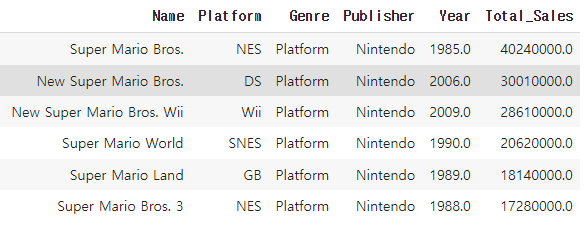 Name Platform Genre Publisher Year Total_Sales
Super Mario Bros. NES Platform Nintendo 1985.0 40240000.0
New Super Mario Bros. DS Platform Nintendo 2006.0 30010000.0
New Super Mario Bros. Wii Wii Platform Nintendo 2009.0 28610000.0
Super Mario World SNES Platform Nintendo 1990.0 20620000.0
Super Mario Land GB Platform Nintendo 1989.0 18140000.0
Super Mario Bros. 3 NES Platform Nintendo 1988.0 17280000.0